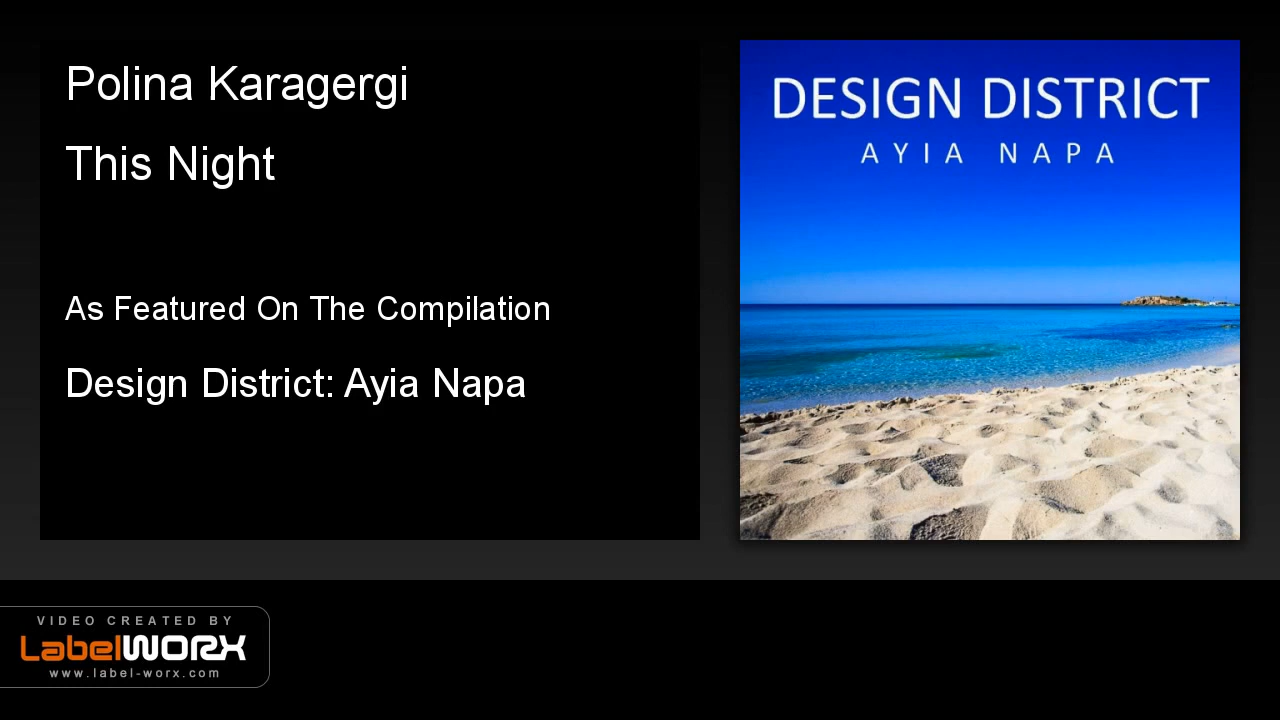 Polina Karagergi
This Night
As Featured On The Compilation
Design District: Ayia Napa
DESIGN DISTRICT
AYIA NAPA
VIDEO CREATED BY
LabelWORX
www.label-worx.com